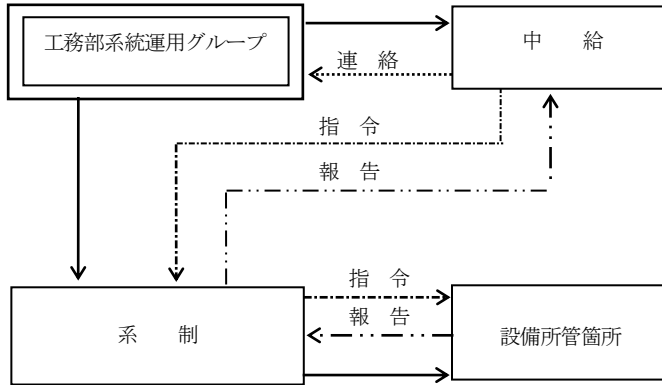 工務部系統運用グループ
中　給
連　絡
指　令
報　告
指　令
系　制
報　告
設備所管箇所